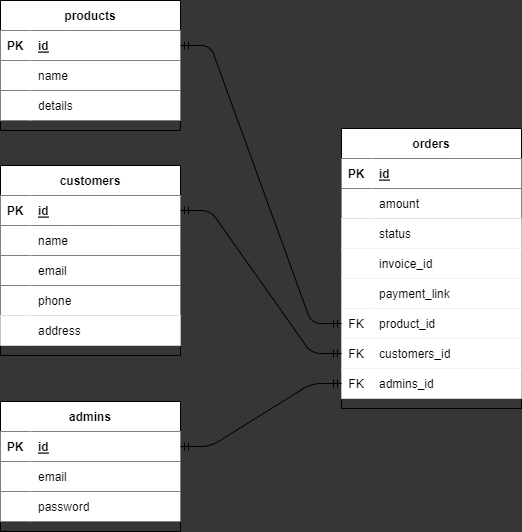 products
PK id
name
details
customers
PK id
name
email
phone
address
admins
PK id
email
password
orders
PK id
amount
status
invoice_id
payment_link
FK product_id
FK customers_id
FK admins_id